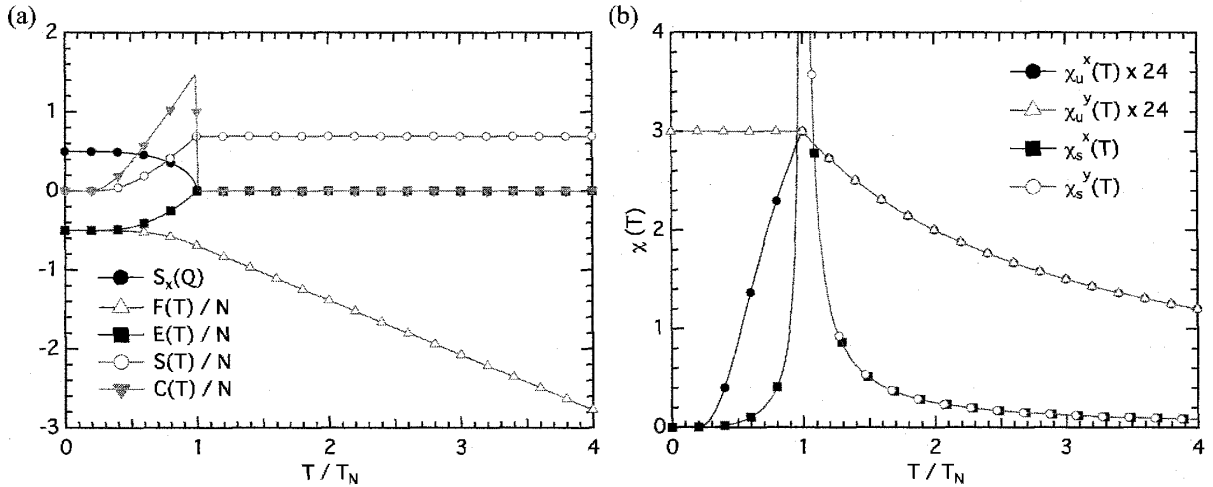 (a)
2
1
0
-1
-2
-3
0
1
2
3
4
T / T_N
S_x(Q)
F(T) / N
E(T) / N
S(T) / N
C(T) / N
(b)
4
3
2
1
0
0
1
2
3
4
χ (T)
T / T_N
χ_u^x(T) x 24
χ_u^y(T) x 24
χ_s^x(T)
χ_s^y(T)